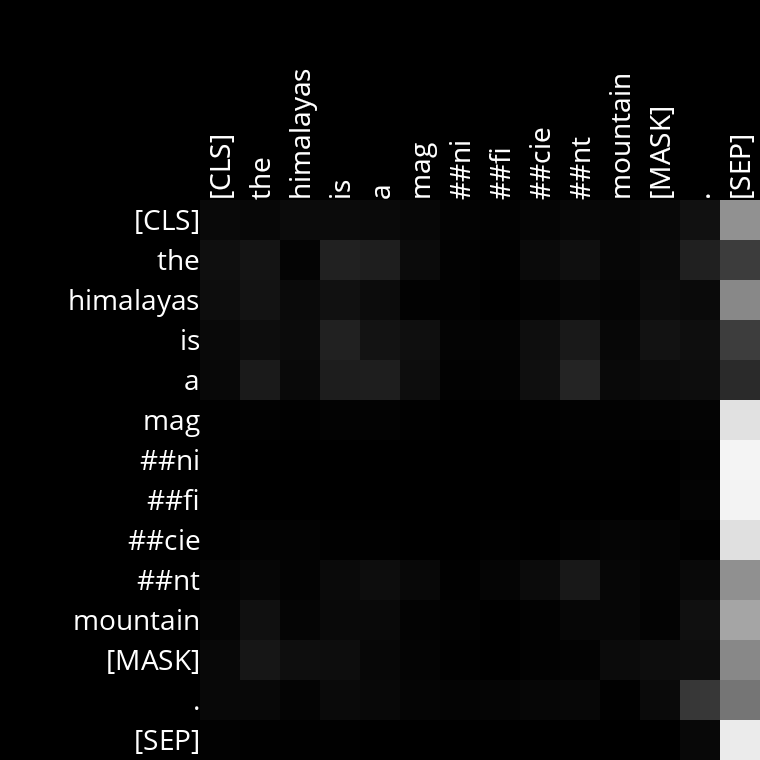 [CLS]
the
himalayas
is
a
mag
##ni
##fi
##cie
##nt
mountain
[MASK]
.
[SEP]
[CLS]
the
himalayas
is
a
mag
##ni
##fi
##cie
##nt
mountain
[MASK]
.
[SEP]